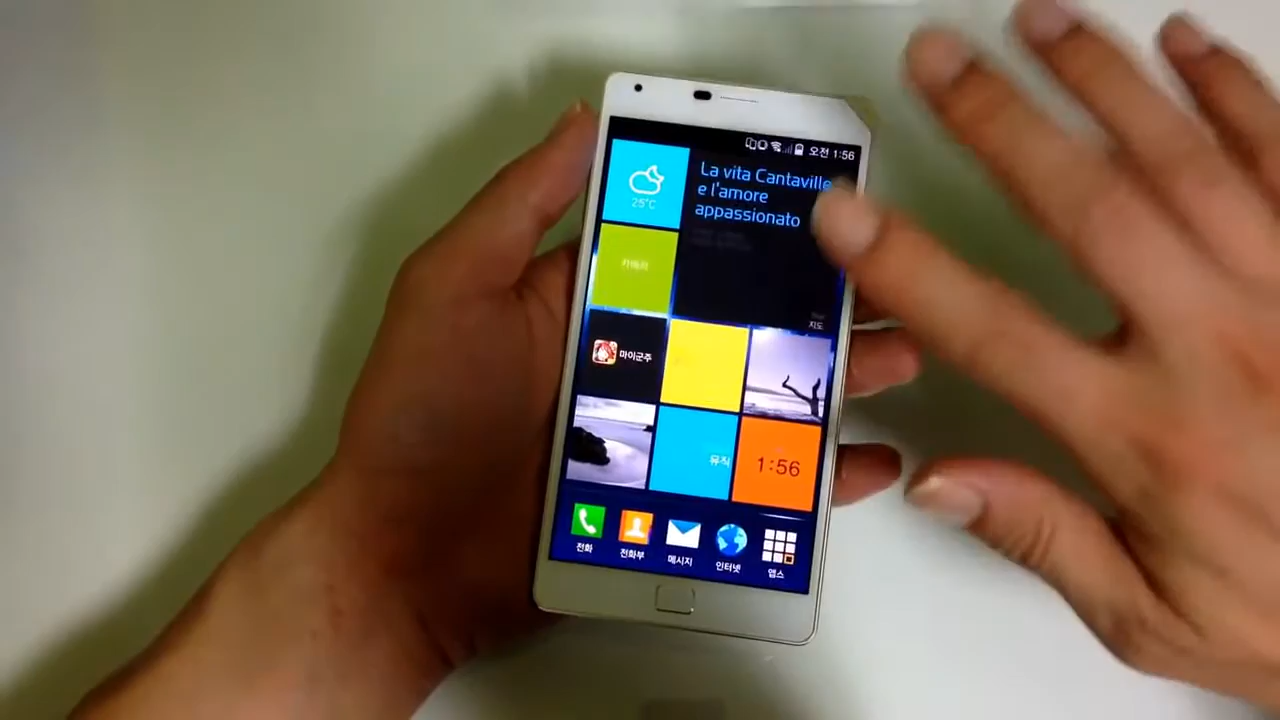 오전 1:56
25°C
La vita Cantaville
e l'amore
appassionato
카메라
지도
마이군주
뮤직
1:56
전화
전화부
메시지
인터넷
앱스